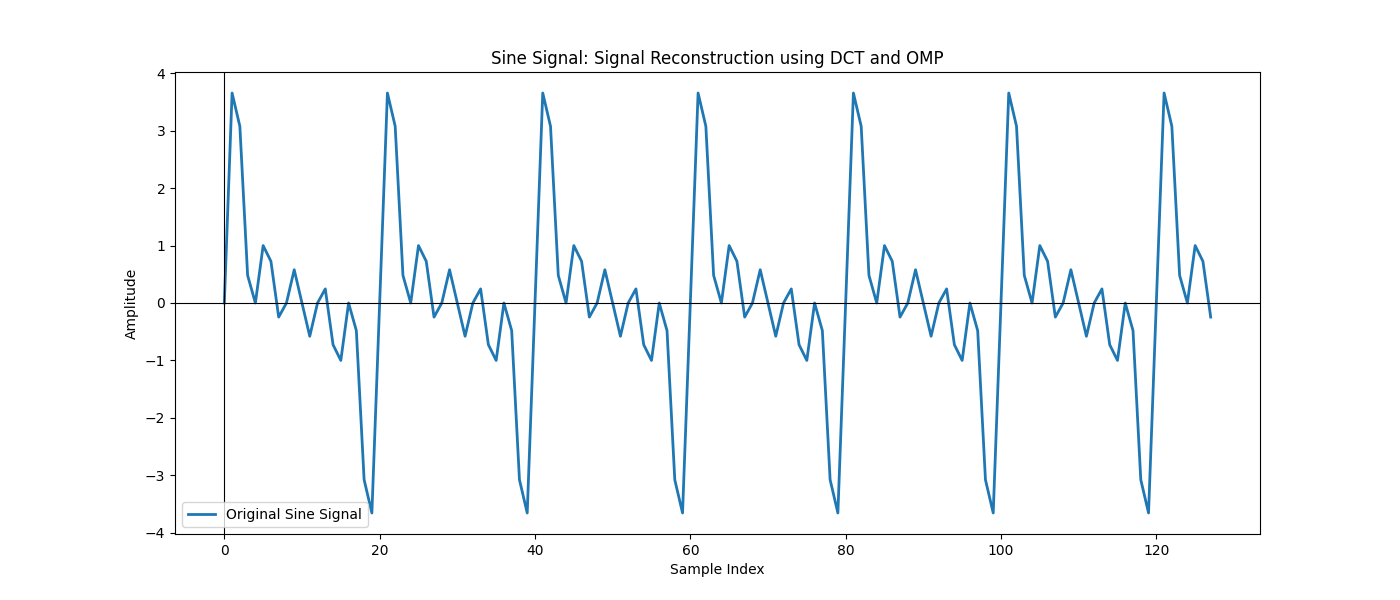 Sine Signal: Signal Reconstruction using DCT and OMP
4
3
2
1
0
−1
−2
−3
−4
Amplitude
Original Sine Signal
0 20 40 60 80 100 120
Sample Index